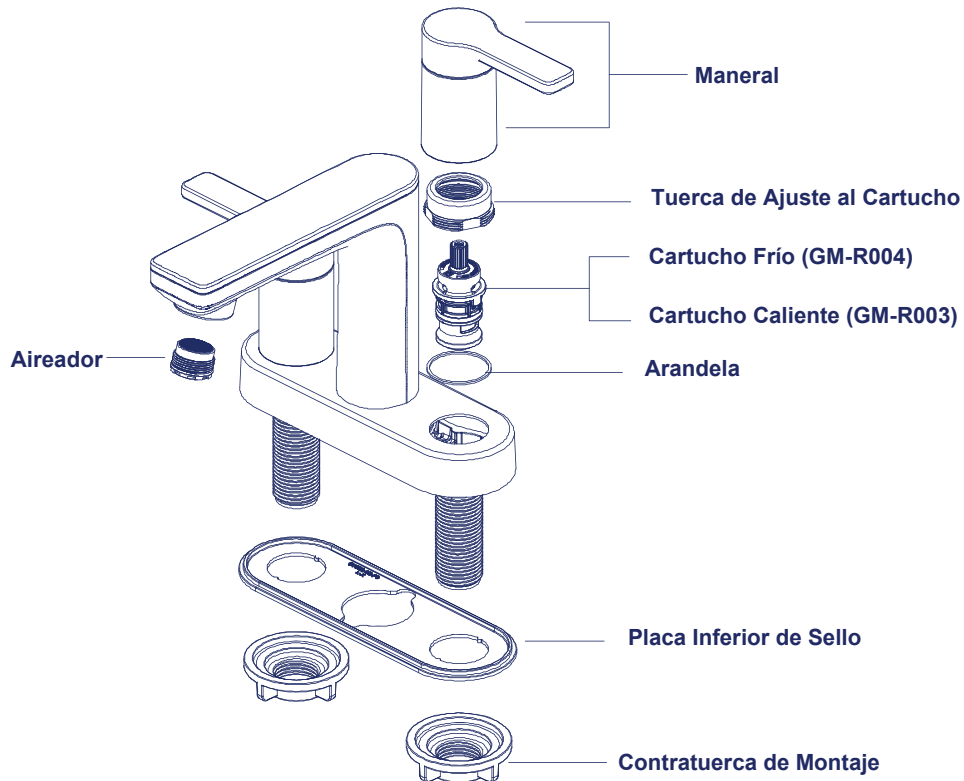 Maneral
Tuerca de Ajuste al Cartucho
Cartucho Frío (GM-R004)
Cartucho Caliente (GM-R003)
Aireador
Arandela
Placa Inferior de Sello
Contratuerca de Montaje